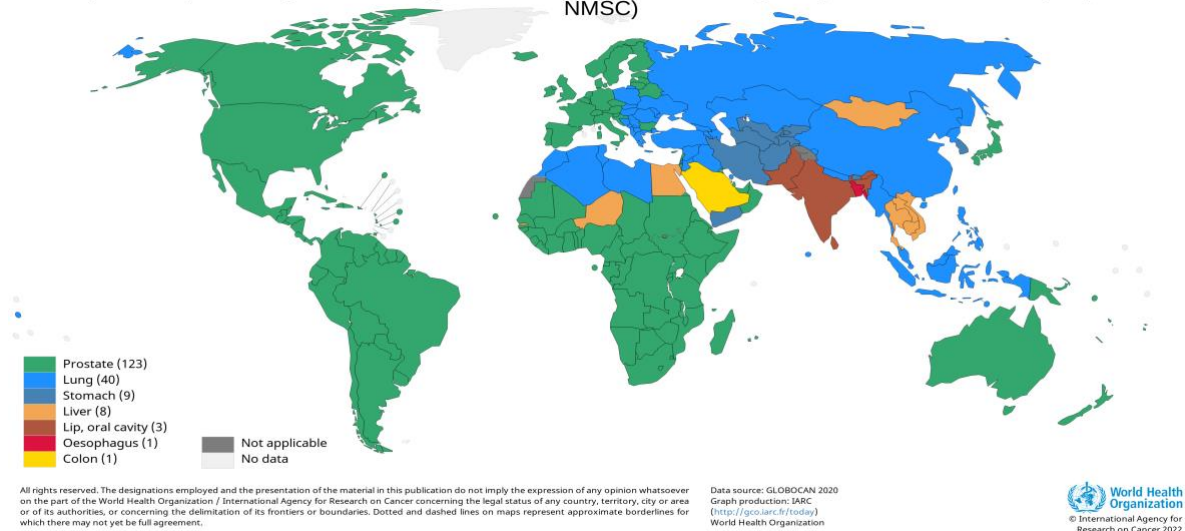 NMSC)
Prostate (123)
Lung (40)
Stomach (9)
Liver (8)
Lip, oral cavity (3)
Oesophagus (1)
Colon (1)
Not applicable
No data
All rights reserved. The designations employed and the presentation of the material in this publication do not imply the expression of any opinion whatsoever
on the part of the World Health Organization / International Agency for Research on Cancer concerning the legal status of any country, territory, city or area
or of its authorities, or concerning the delimitation of its frontiers or boundaries. Dotted and dashed lines on maps represent approximate borderlines for
which there may not yet be full agreement.
Data source: GLOBOCAN 2020
Graph production: IARC
(http://gco.iarc.fr/today)
World Health Organization
World Health
Organization
© International Agency for
Research on Cancer 2022